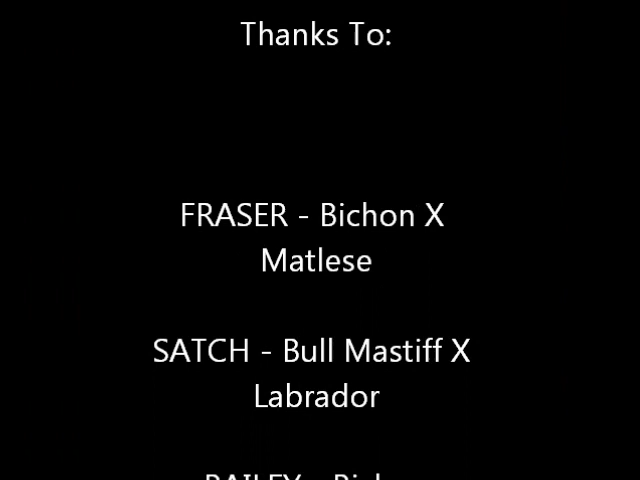 Thanks To:
FRASER - Bichon X
Matlese
SATCH - Bull Mastiff X
Labrador